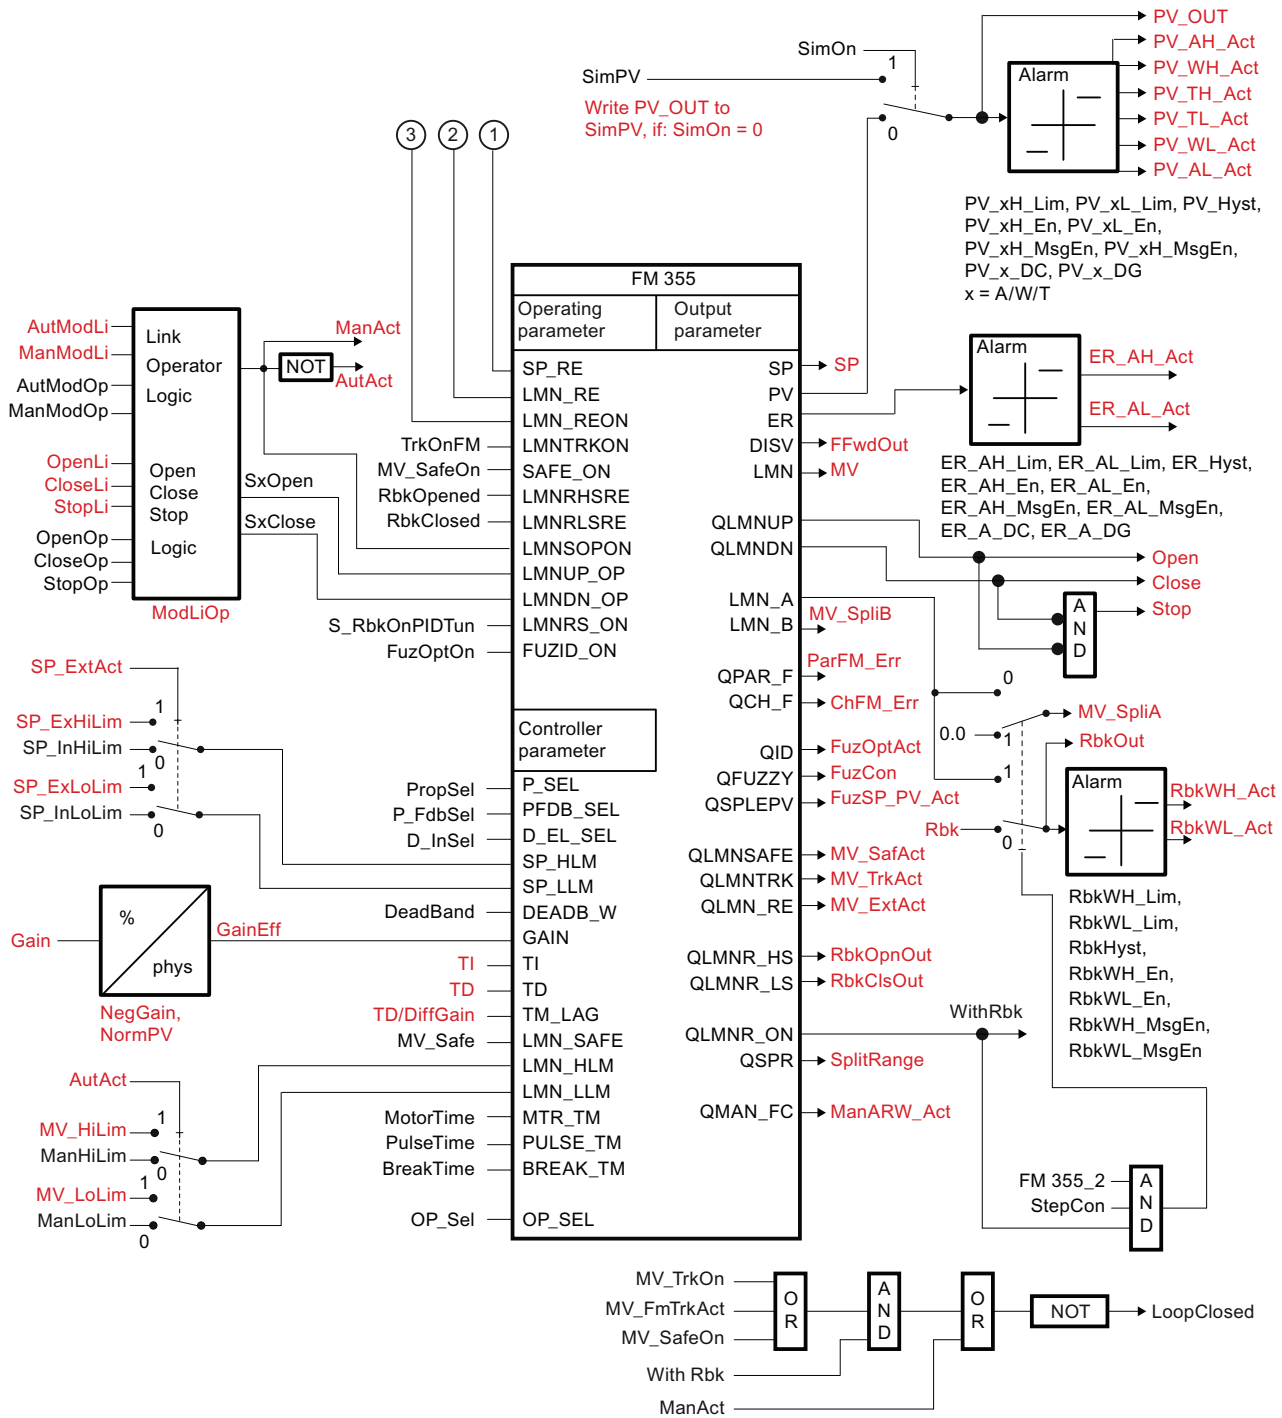 PV_OUT
PV_AH_Act
PV_WH_Act
PV_TH_Act
PV_TL_Act
PV_WL_Act
PV_AL_Act
SimOn
1
SimPV
Write PV_OUT to
SimPV, if: SimOn = 0
0
Alarm
PV_xH_Lim, PV_xL_Lim, PV_Hyst,
PV_xH_En, PV_xL_En,
PV_xH_MsgEn, PV_xH_MsgEn,
PV_x_DC, PV_x_DG
x = A/W/T
3
2
1
FM 355
Operating
parameter
Output
parameter
AutModLi
ManModLi
AutModOp
ManModOp
OpenLi
CloseLi
StopLi
OpenOp
CloseOp
StopOp
Link
Operator
Logic
Open
Close
Stop
Logic
ModLiOp
ManAct
NOT
AutAct
SxOpen
SxClose
TrkOnFM
MV_SafeOn
RbkOpened
RbkClosed
S_RbkOnPIDTun
FuzOptOn
SP_RE
LMN_RE
LMN_REON
LMNTRKON
SAFE_ON
LMNRHSRE
LMNRLSRE
LMNSOPON
LMNUP_OP
LMNDN_OP
LMNRS_ON
FUZID_ON
SP
PV
ER
DISV
LMN
QLMNUP
QLMNDN
LMN_A
LMN_B
QPAR_F
QCH_F
QID
QFUZZY
QSPLEPV
QLMNSAFE
QLMNTRK
QLMN_RE
QLMNR_HS
QLMNR_LS
QLMNR_ON
QSPR
QMAN_FC
SP
FFwdOut
MV
MV_SpliB
ParFM_Err
ChFM_Err
FuzOptAct
FuzCon
FuzSP_PV_Act
MV_SafAct
MV_TrkAct
MV_ExtAct
RbkOpnOut
RbkClsOut
WithRbk
SplitRange
ManARW_Act
Alarm
ER_AH_Act
ER_AL_Act
ER_AH_Lim, ER_AL_Lim, ER_Hyst,
ER_AH_En, ER_AL_En,
ER_AH_MsgEn, ER_AL_MsgEn,
ER_A_DC, ER_A_DG
Open
Close
Stop
A
N
D
0
0.0
1
MV_SpliA
RbkOut
1
Rbk
0
Alarm
RbkWH_Act
RbkWL_Act
RbkWH_Lim,
RbkWL_Lim,
RbkHyst,
RbkWH_En,
RbkWL_En,
RbkWH_MsgEn,
RbkWL_MsgEn
FM 355_2
StepCon
A
N
D
SP_ExtAct
1
SP_ExHiLim
SP_InHiLim
0
1
SP_ExLoLim
SP_InLoLim
0
Controller
parameter
PropSel
P_FdbSel
D_InSel
DeadBand
P_SEL
PFDB_SEL
D_EL_SEL
SP_HLM
SP_LLM
DEADB_W
GAIN
TI
TD
TM_LAG
LMN_SAFE
LMN_HLM
LMN_LLM
MTR_TM
PULSE_TM
BREAK_TM
OP_SEL
Gain
%
phys
GainEff
NegGain,
NormPV
TI
TD
TD/DiffGain
MV_Safe
AutAct
1
MV_HiLim
ManHiLim
0
1
MV_LoLim
ManLoLim
0
MotorTime
PulseTime
BreakTime
OP_Sel
MV_TrkOn
MV_FmTrkAct
MV_SafeOn
With Rbk
ManAct
O
R
A
N
D
O
R
NOT
LoopClosed